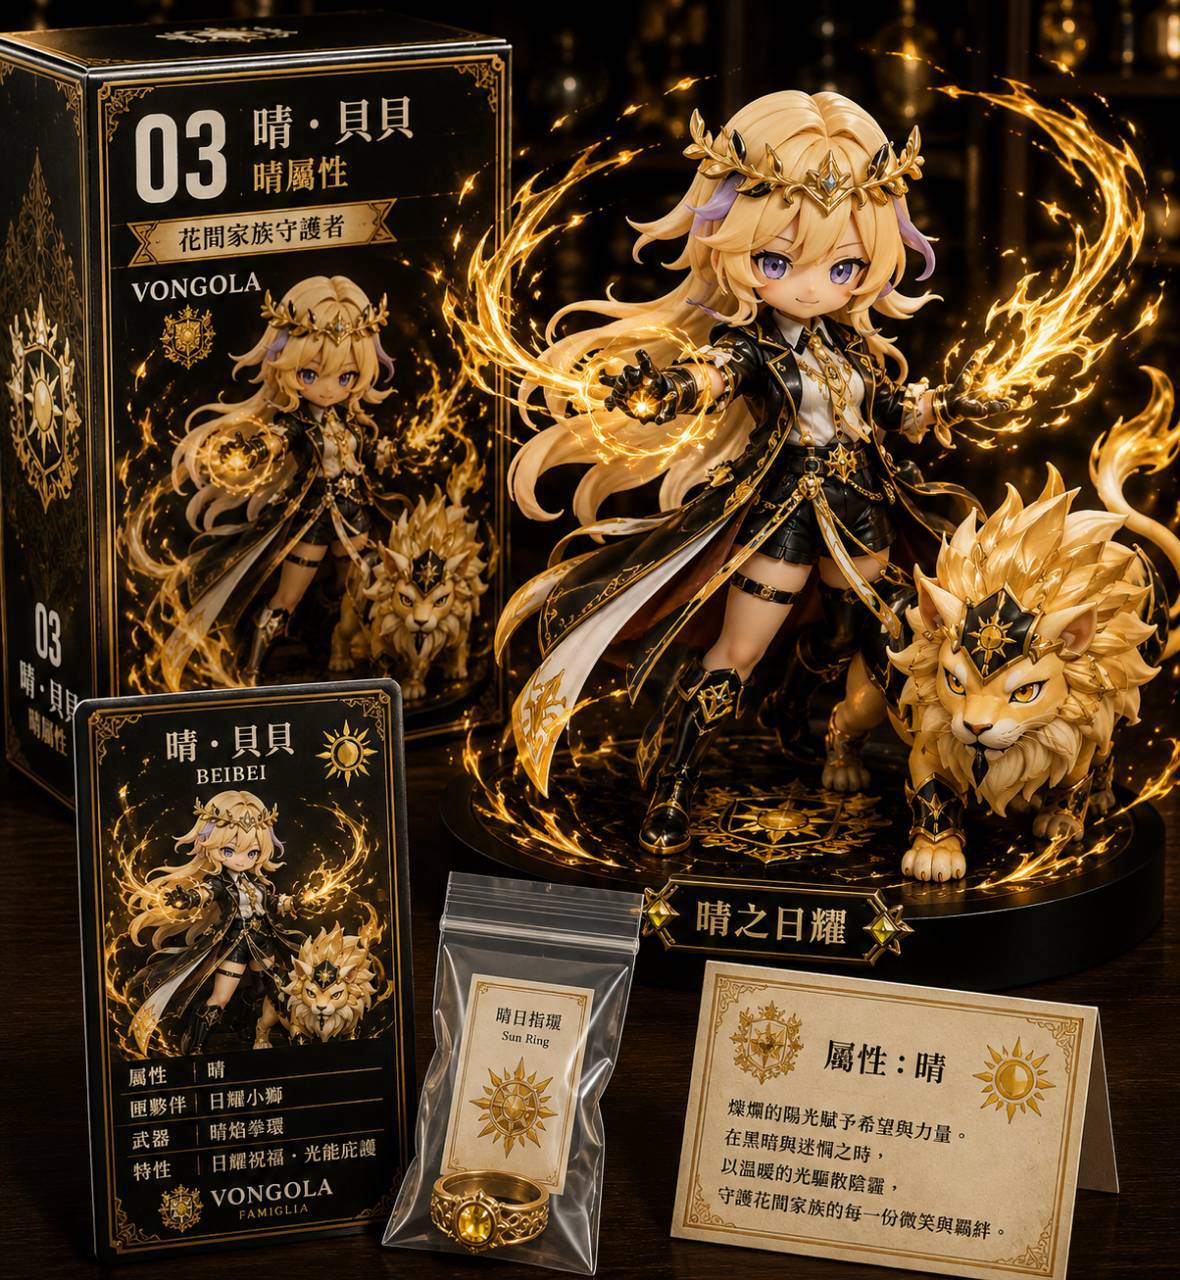 03
晴・貝貝
晴屬性
花間家族守護者
VONGOLA
03
晴・貝貝
晴屬性
晴・貝貝
BEIBEI
屬性 晴
匣夥伴 日耀小獅
武器 晴焰拳環
特性 日耀祝福・光能庇護
VONGOLA
FAMIGLIA
晴日指環
Sun Ring
晴之日耀
屬性：晴
燦爛的陽光賦予希望與力量。
在黑暗與迷惘之時，
以溫暖的光驅散陰霾，
守護花間家族的每一份微笑與羈絆。